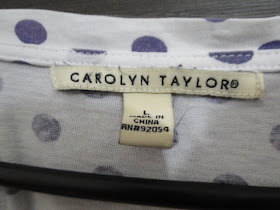 CAROLYN TAYLOR®
L
MADE IN
CHINA
RN#92054